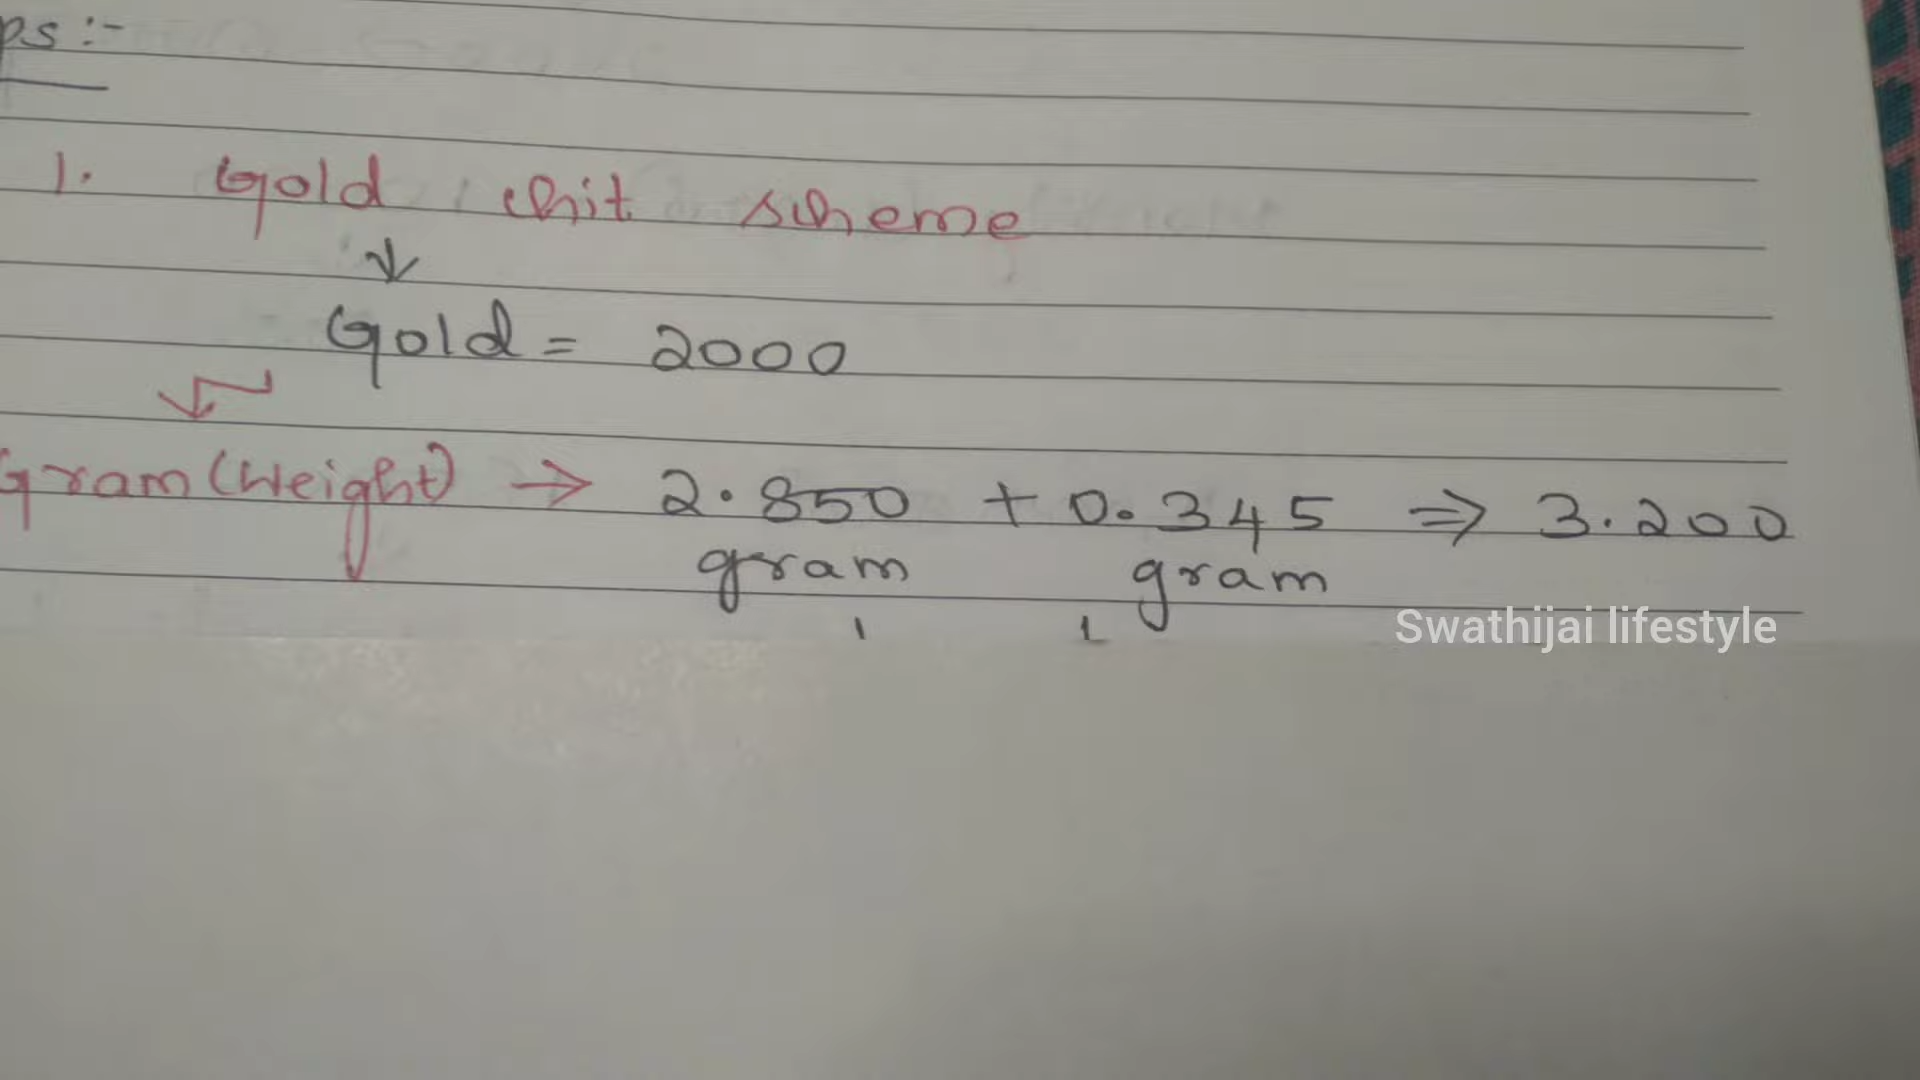 ps:-
1. Gold chit scheme
↓
Gold = 2000
Gram (Weight) → 2.850 + 0.345 ⇒ 3.200
gram gram
Swathijai lifestyle